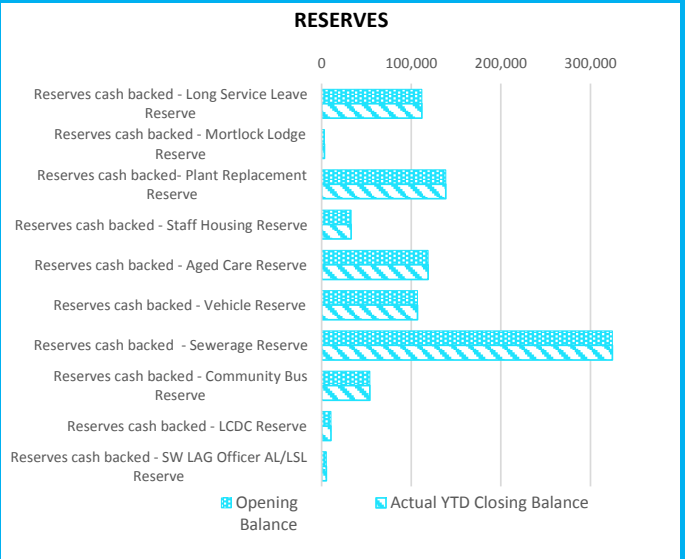 RESERVES
0 100,000 200,000 300,000
Reserves cash backed - Long Service Leave
Reserve
Reserves cash backed - Mortlock Lodge
Reserve
Reserves cash backed- Plant Replacement
Reserve
Reserves cash backed - Staff Housing Reserve
Reserves cash backed - Aged Care Reserve
Reserves cash backed - Vehicle Reserve
Reserves cash backed  - Sewerage Reserve
Reserves cash backed - Community Bus
Reserve
Reserves cash backed - LCDC Reserve
Reserves cash backed - SW LAG Officer AL/LSL
Reserve
Opening
Balance
Actual YTD Closing Balance